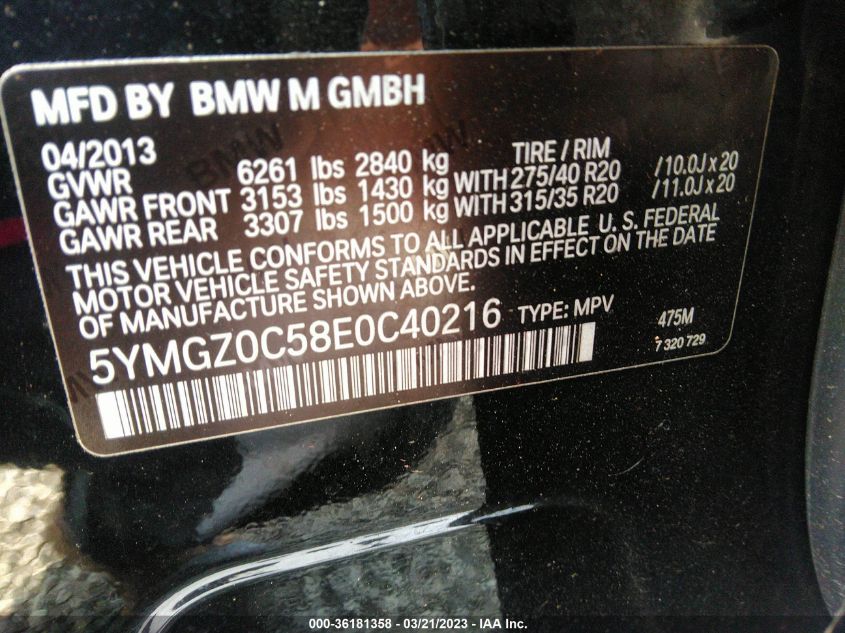 MFD BY BMW M GMBH
04/2013 TIRE / RIM
GVWR 6261 lbs 2840 kg
GAWR FRONT 3153 lbs 1430 kg WITH 275/40 R20 /10.0J x 20
GAWR REAR 3307 lbs 1500 kg WITH 315/35 R20 /11.0J x 20
THIS VEHICLE CONFORMS TO ALL APPLICABLE U. S. FEDERAL
MOTOR VEHICLE SAFETY STANDARDS IN EFFECT ON THE DATE
OF MANUFACTURE SHOWN ABOVE.
5YMGZ0C58E0C40216 TYPE: MPV 475M
7 320 729
000-36181358 - 03/21/2023 - IAA Inc.